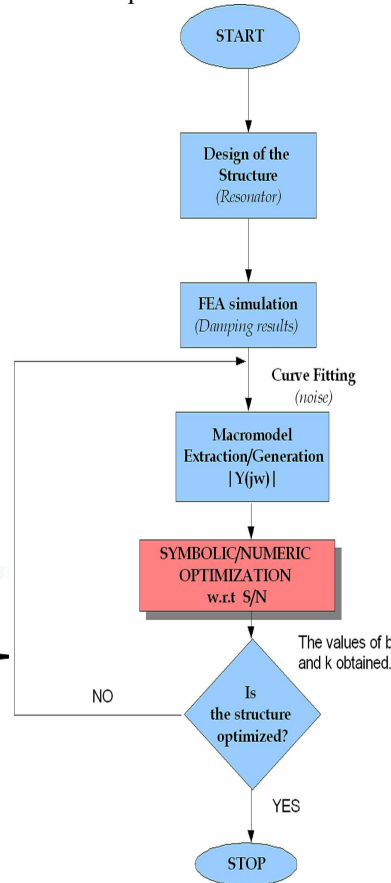 START
Design of the
Structure
(Resonator)
FEA simulation
(Damping results)
Curve Fitting
(noise)
Macromodel
Extraction/Generation
|Y(jw)|
SYMBOLIC/NUMERIC
OPTIMIZATION
w.r.t S/N
The values of b
and k obtained.
Is
the structure
optimized?
NO
YES
STOP